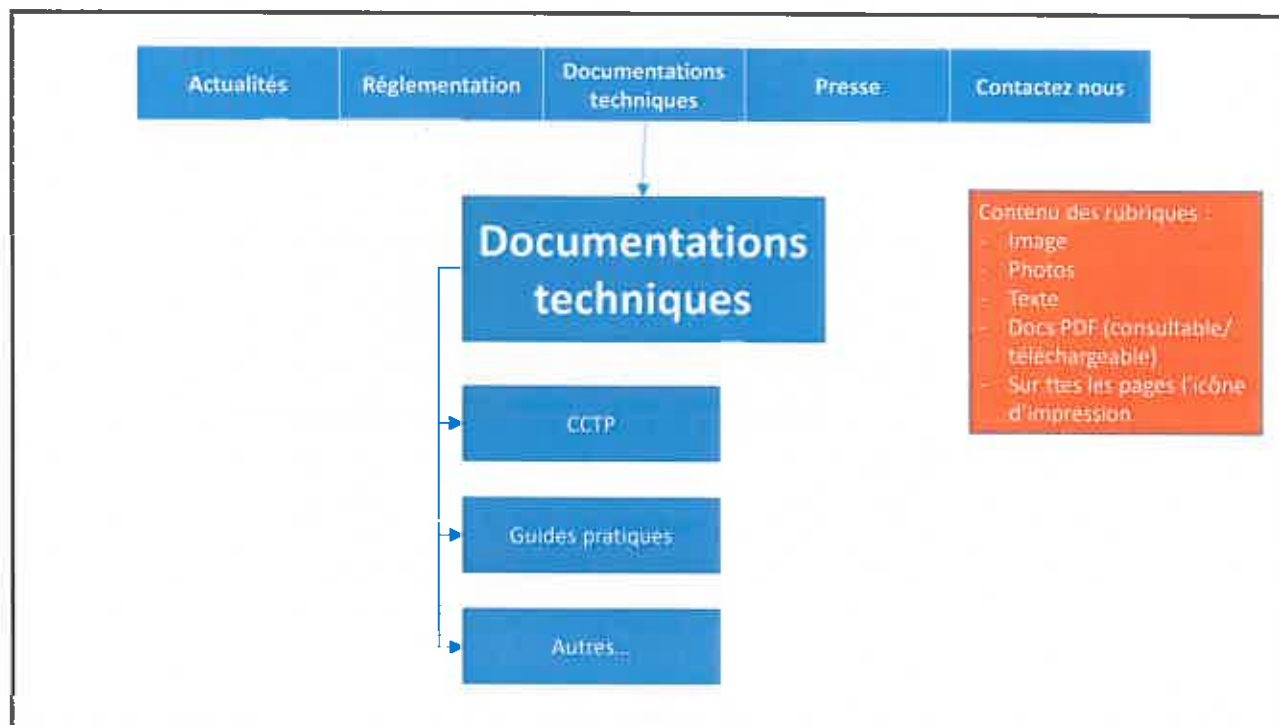 Actualités
Réglementation
Documentations
techniques
Presse
Contactez nous
Documentations
techniques
Contenu des rubriques :
- Image
- Photos
- Texte
- Docs PDF (consultable/
téléchargeable)
- Sur ttes les pages l'icône
d'impression
CCTP
Guides pratiques
Autres...